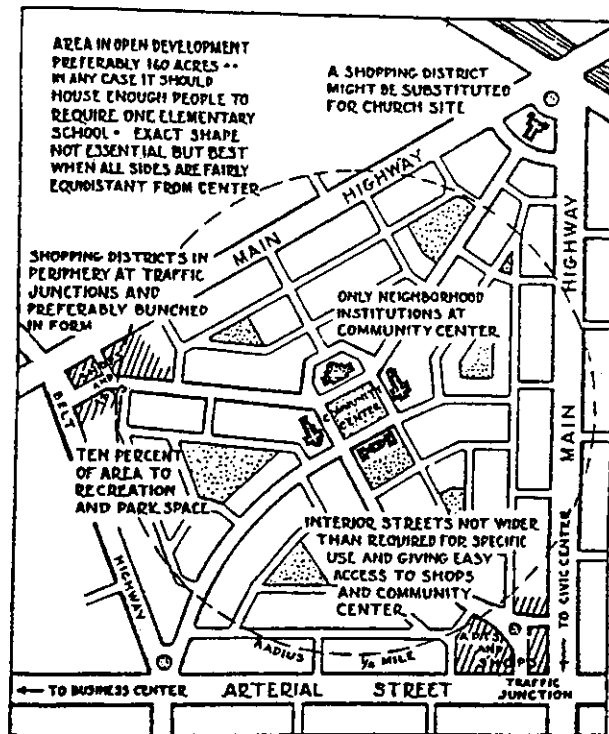 AREA IN OPEN DEVELOPMENT
PREFERABLY 160 ACRES ··
IN ANY CASE IT SHOULD
HOUSE ENOUGH PEOPLE TO
REQUIRE ONE ELEMENTARY
SCHOOL · EXACT SHAPE
NOT ESSENTIAL BUT BEST
WHEN ALL SIDES ARE FAIRLY
EQUIDISTANT FROM CENTER
A SHOPPING DISTRICT
MIGHT BE SUBSTITUTED
FOR CHURCH SITE
MAIN HIGHWAY
HIGHWAY
MAIN
SHOPPING DISTRICTS IN
PERIPHERY AT TRAFFIC
JUNCTIONS AND
PREFERABLY BUNCHED
IN FORM
ONLY NEIGHBORHOOD
INSTITUTIONS AT
COMMUNITY CENTER
AND
BELT
HIGHWAY
COMMUNITY
CENTER
TEN PERCENT
OF AREA TO
RECREATION
AND PARK SPACE
INTERIOR STREETS NOT WIDER
THAN REQUIRED FOR SPECIFIC
USE AND GIVING EASY
ACCESS TO SHOPS
AND COMMUNITY
CENTER
RADIUS ¼ MILE
APTS.
AND
SHOPS
→ TO CIVIC CENTER
← TO BUSINESS CENTER
ARTERIAL STREET
TRAFFIC
JUNCTION